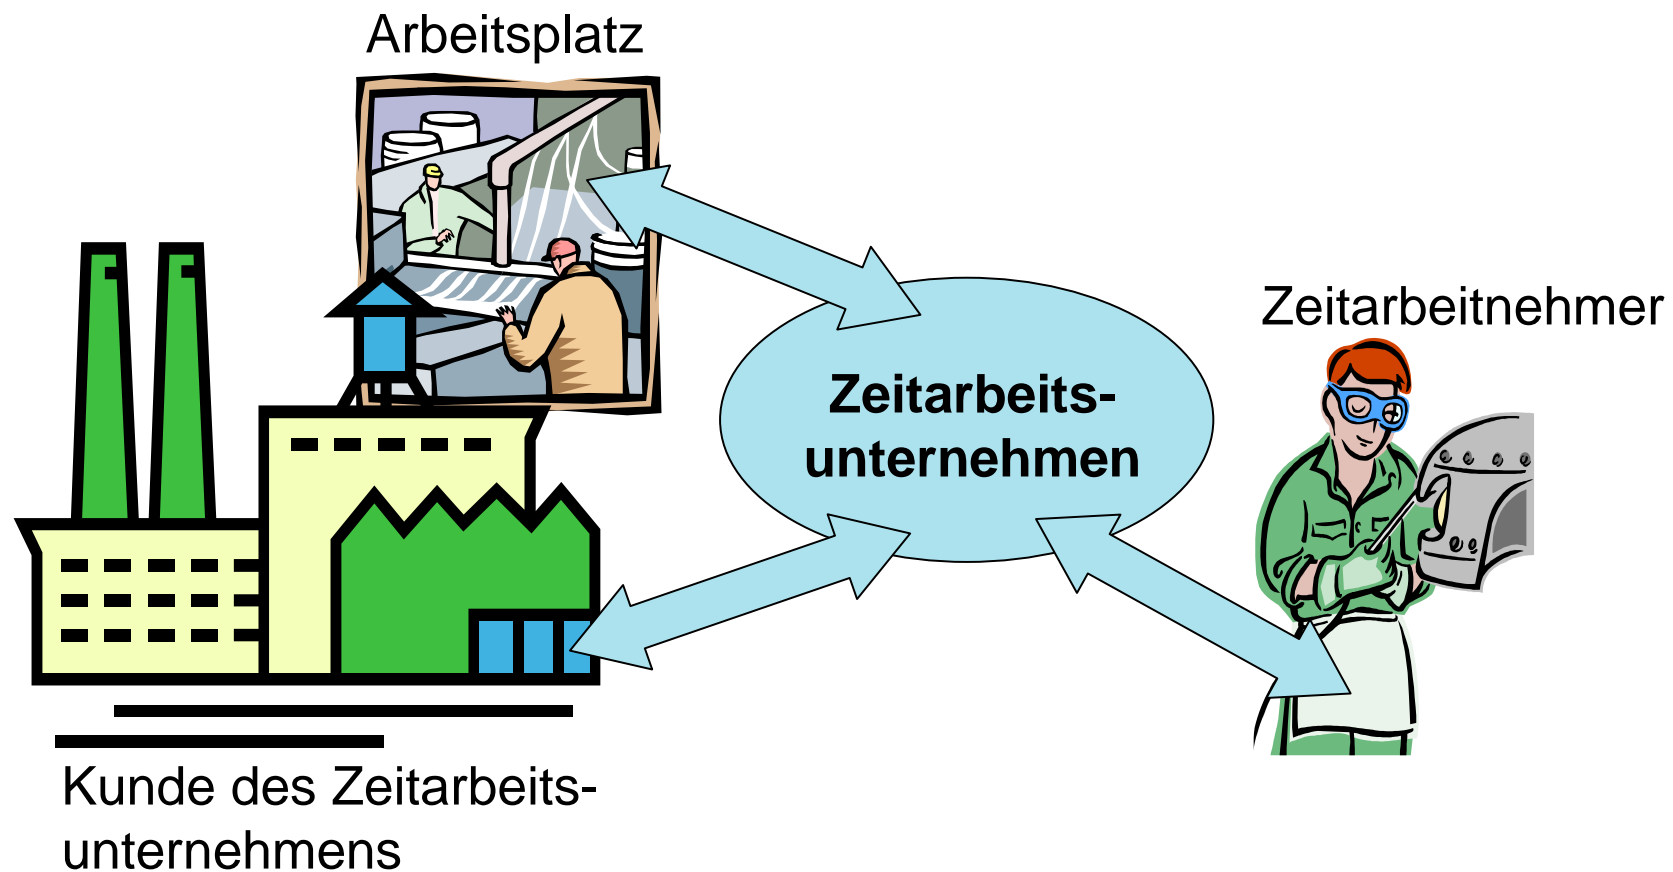 Arbeitsplatz
Zeitarbeitnehmer
Zeitarbeits-
unternehmen
Kunde des Zeitarbeits-
unternehmens